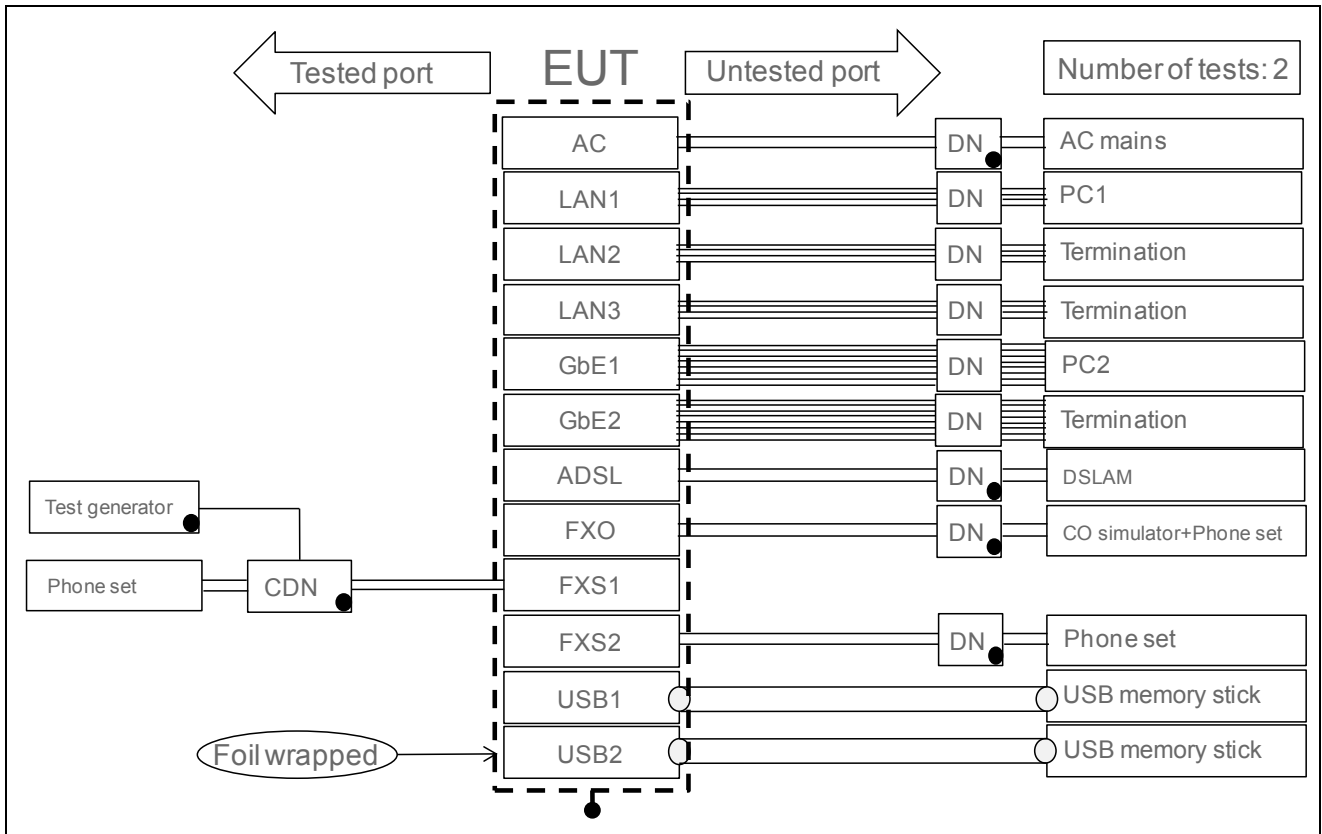 Tested port
EUT
Untested port
Number of tests: 2
AC
DN
AC mains
LAN1
DN
PC1
LAN2
DN
Termination
LAN3
DN
Termination
GbE1
DN
PC2
GbE2
DN
Termination
ADSL
DN
DSLAM
Test generator
FXO
DN
CO simulator+Phone set
Phone set
CDN
FXS1
FXS2
DN
Phone set
USB1
USB memory stick
Foil wrapped
USB2
USB memory stick